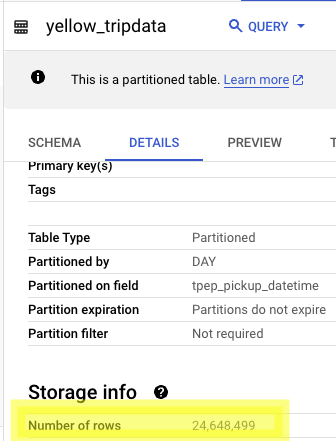 yellow_tripdata QUERY
This is a partitioned table. Learn more
SCHEMA DETAILS PREVIEW
Primary key(s)
Tags
Table Type Partitioned
Partitioned by DAY
Partitioned on field tpep_pickup_datetime
Partition expiration Partitions do not expire
Partition filter Not required
Storage info
Number of rows 24,648,499